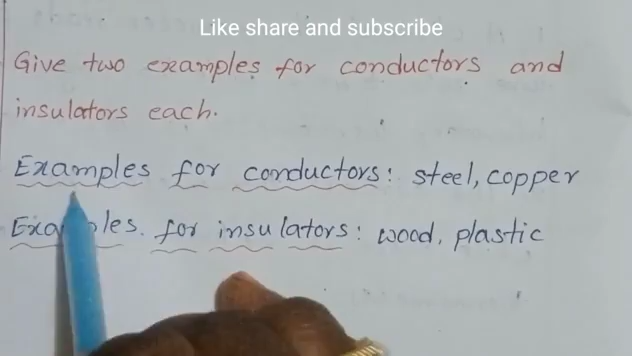 Like share and subscribe
Give two examples for conductors and
insulators each.
Examples for conductors: steel, copper
for insulators: wood, plastic